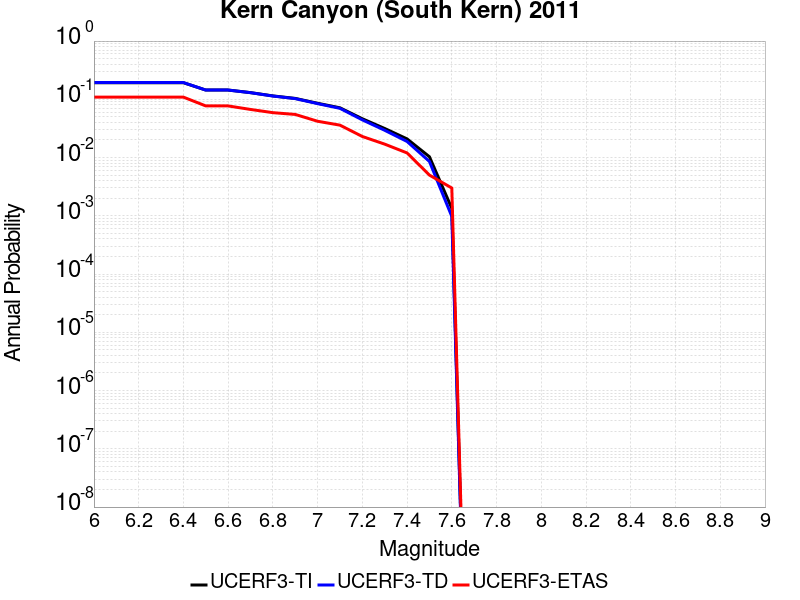 Kern Canyon (South Kern) 2011
Annual Probability
10^0
10^-1
10^-2
10^-3
10^-4
10^-5
10^-6
10^-7
10^-8
6 6.2 6.4 6.6 6.8 7 7.2 7.4 7.6 7.8 8 8.2 8.4 8.6 8.8 9
Magnitude
UCERF3-TI UCERF3-TD UCERF3-ETAS